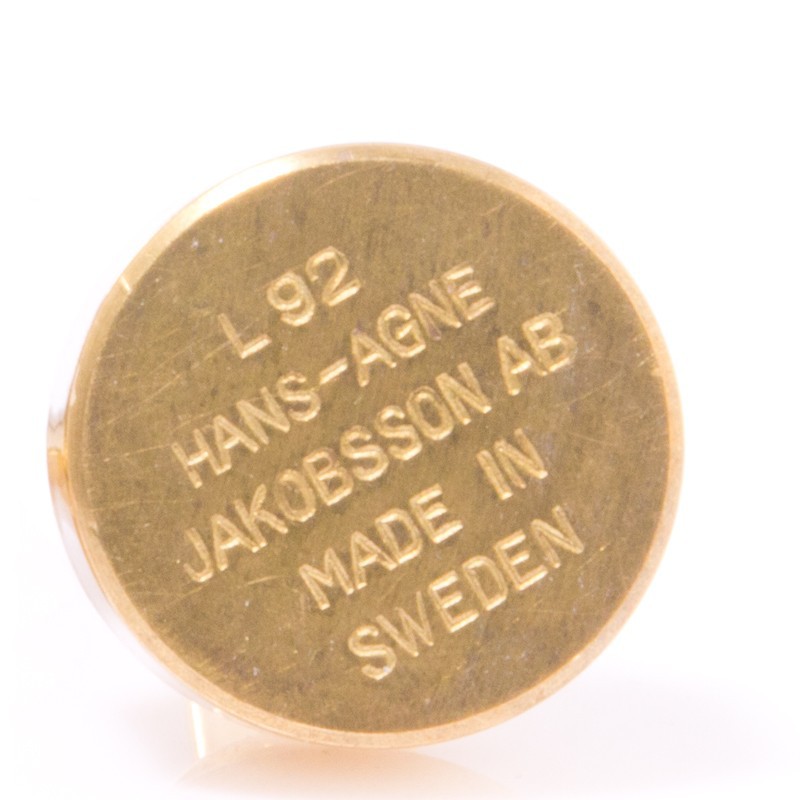 L 92
HANS-AGNE
JAKOBSSON AB
MADE IN
SWEDEN